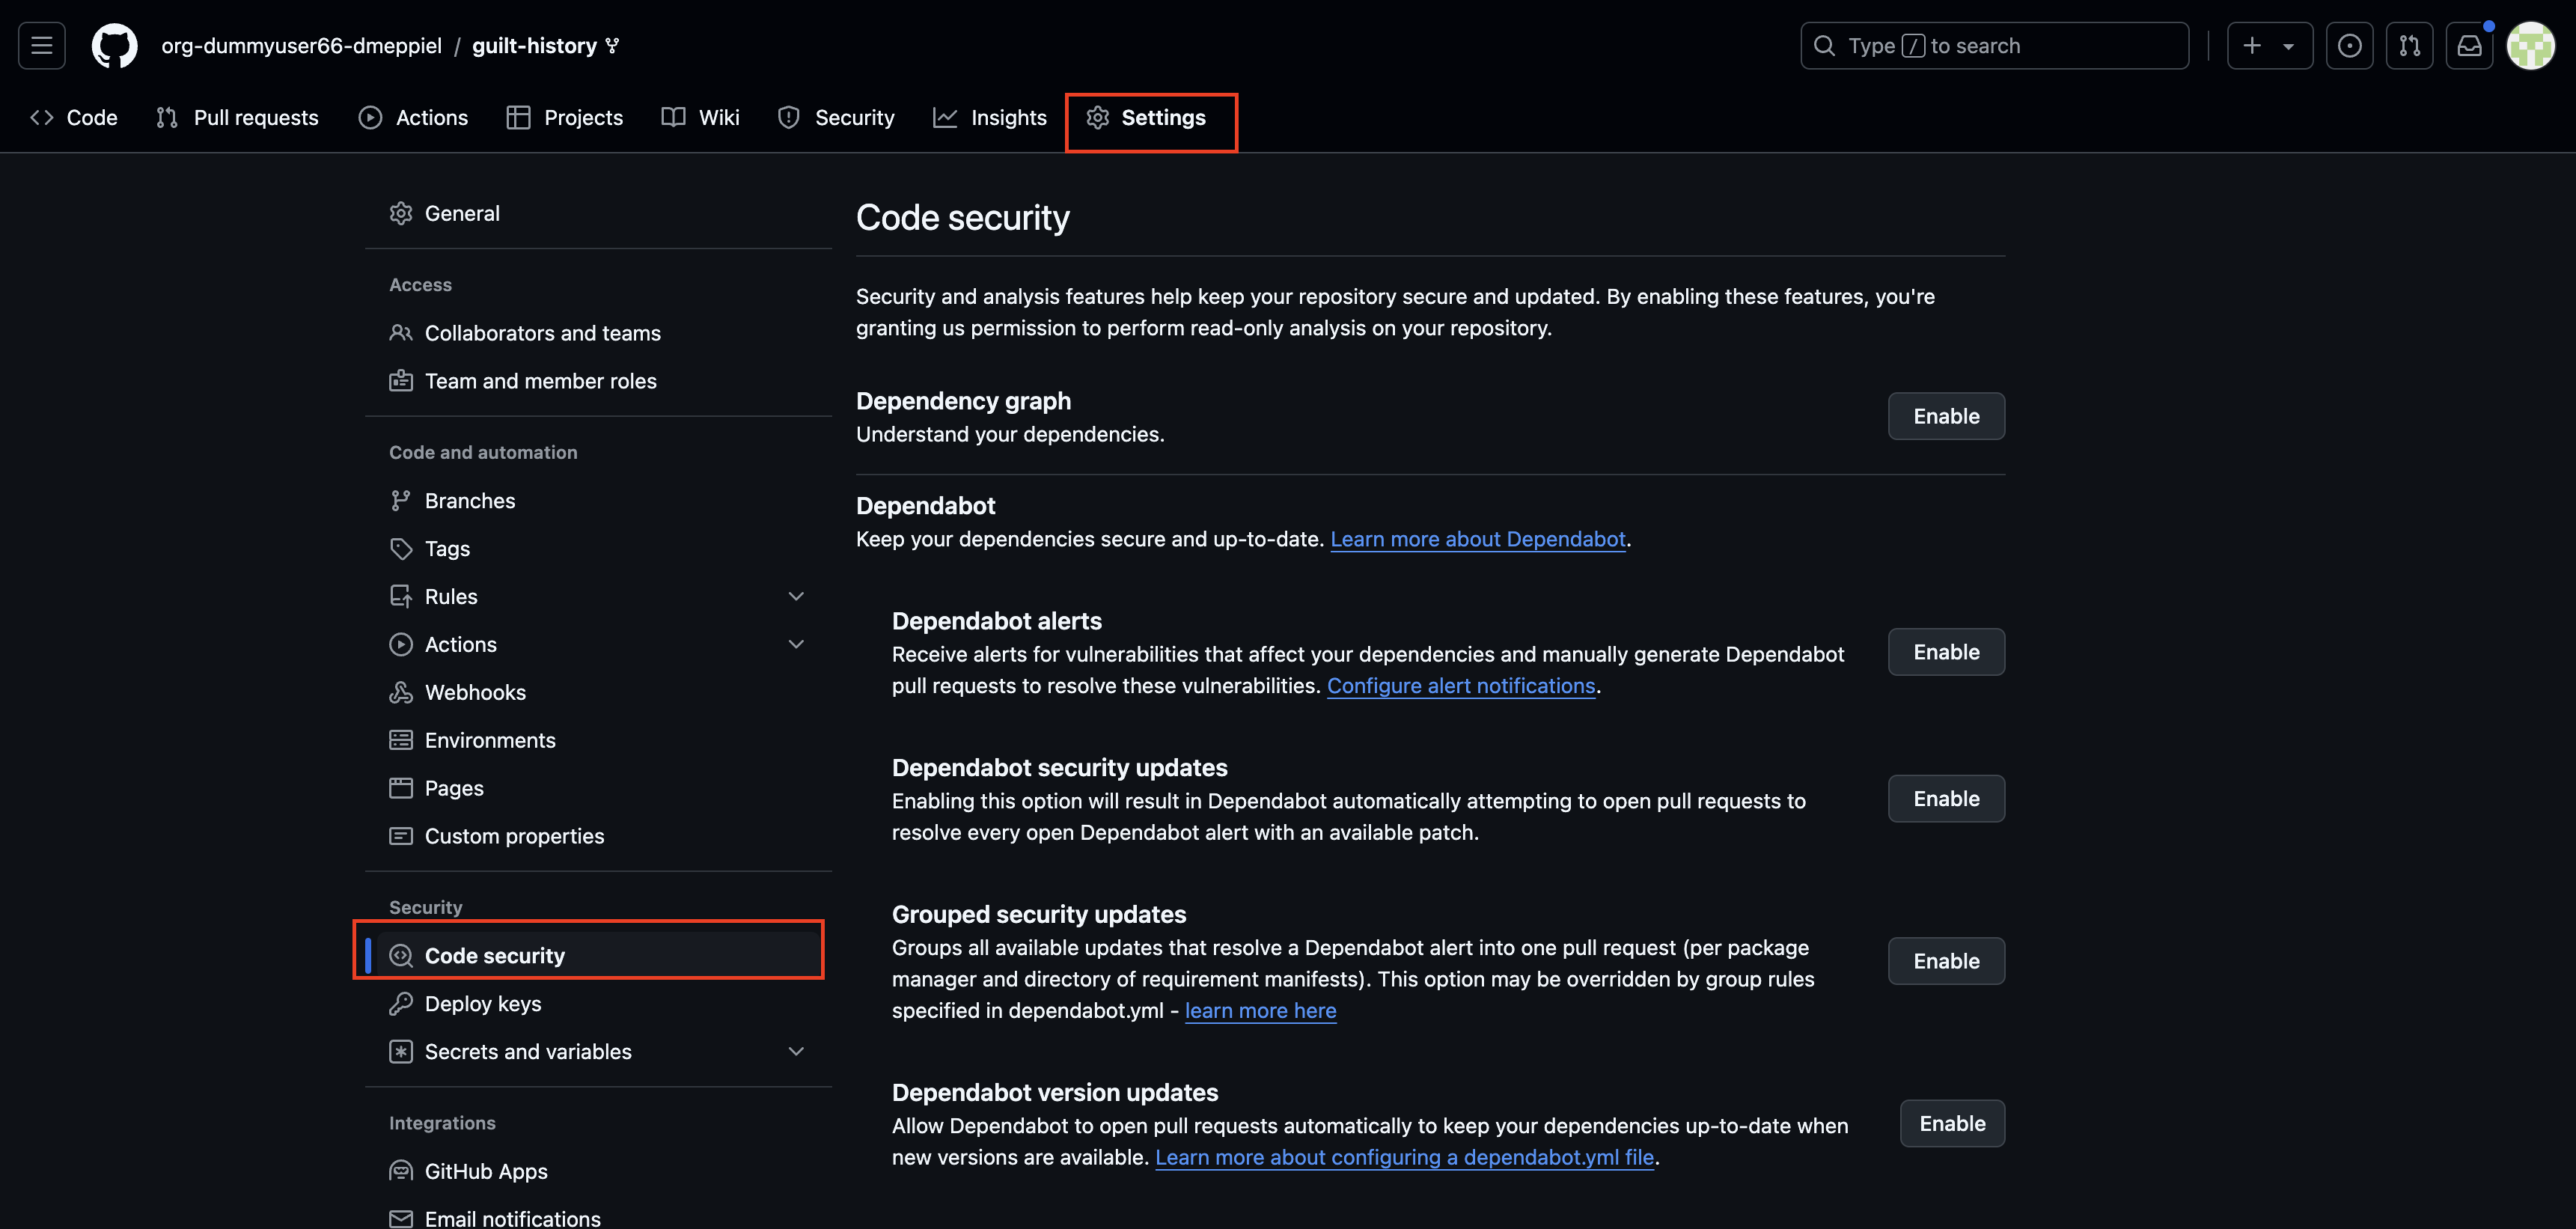 org-dummyuser66-dmeppiel / guilt-history
Type / to search
Code
Pull requests
Actions
Projects
Wiki
Security
Insights
Settings
General
Access
Collaborators and teams
Team and member roles
Code and automation
Branches
Tags
Rules
Actions
Webhooks
Environments
Pages
Custom properties
Security
Code security
Deploy keys
Secrets and variables
Integrations
GitHub Apps
Email notifications
Code security
Security and analysis features help keep your repository secure and updated. By enabling these features, you're
granting us permission to perform read-only analysis on your repository.
Dependency graph
Understand your dependencies.
Enable
Dependabot
Keep your dependencies secure and up-to-date. Learn more about Dependabot.
Dependabot alerts
Receive alerts for vulnerabilities that affect your dependencies and manually generate Dependabot
pull requests to resolve these vulnerabilities. Configure alert notifications.
Enable
Dependabot security updates
Enabling this option will result in Dependabot automatically attempting to open pull requests to
resolve every open Dependabot alert with an available patch.
Enable
Grouped security updates
Groups all available updates that resolve a Dependabot alert into one pull request (per package
manager and directory of requirement manifests). This option may be overridden by group rules
specified in dependabot.yml - learn more here
Enable
Dependabot version updates
Allow Dependabot to open pull requests automatically to keep your dependencies up-to-date when
new versions are available. Learn more about configuring a dependabot.yml file.
Enable